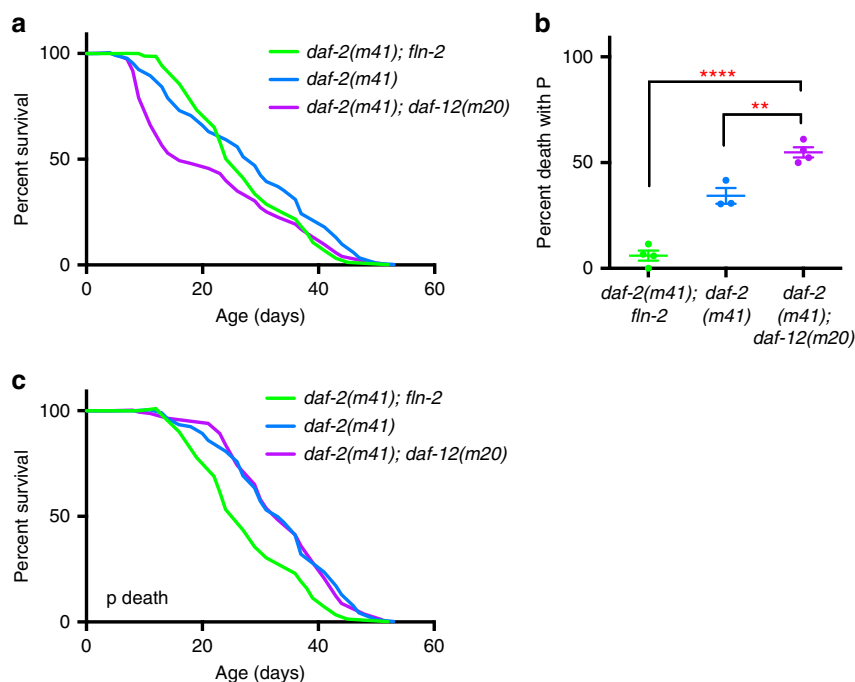 a
100
50
0
Percent survival
0
20
40
60
Age (days)
daf-2(m41); fln-2
daf-2(m41)
daf-2(m41); daf-12(m20)
b
100
50
0
Percent death with P
****
**
daf-2(m41);
fln-2
daf-2
(m41)
daf-2
(m41);
daf-12(m20)
c
100
50
0
Percent survival
0
20
40
60
Age (days)
daf-2(m41); fln-2
daf-2(m41)
daf-2(m41); daf-12(m20)
p death